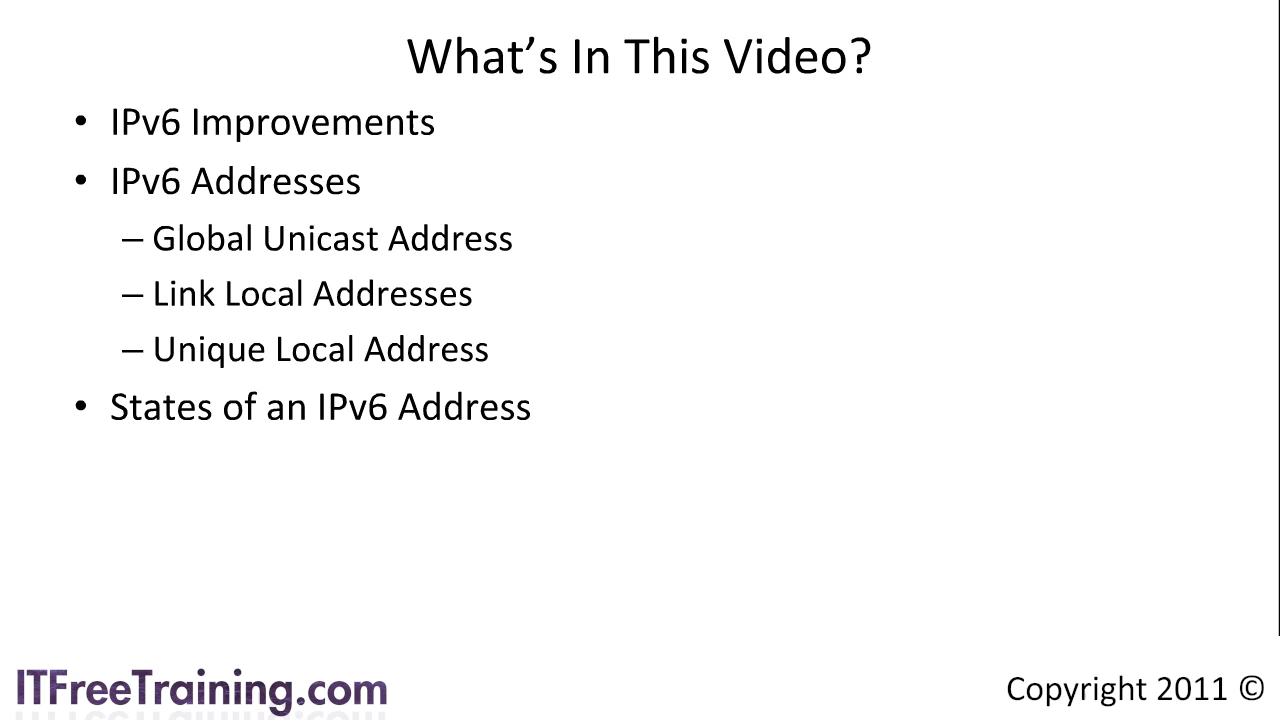 What’s In This Video?
• IPv6 Improvements
• IPv6 Addresses
– Global Unicast Address
– Link Local Addresses
– Unique Local Address
• States of an IPv6 Address
ITFreeTraining.com
Copyright 2011 ©